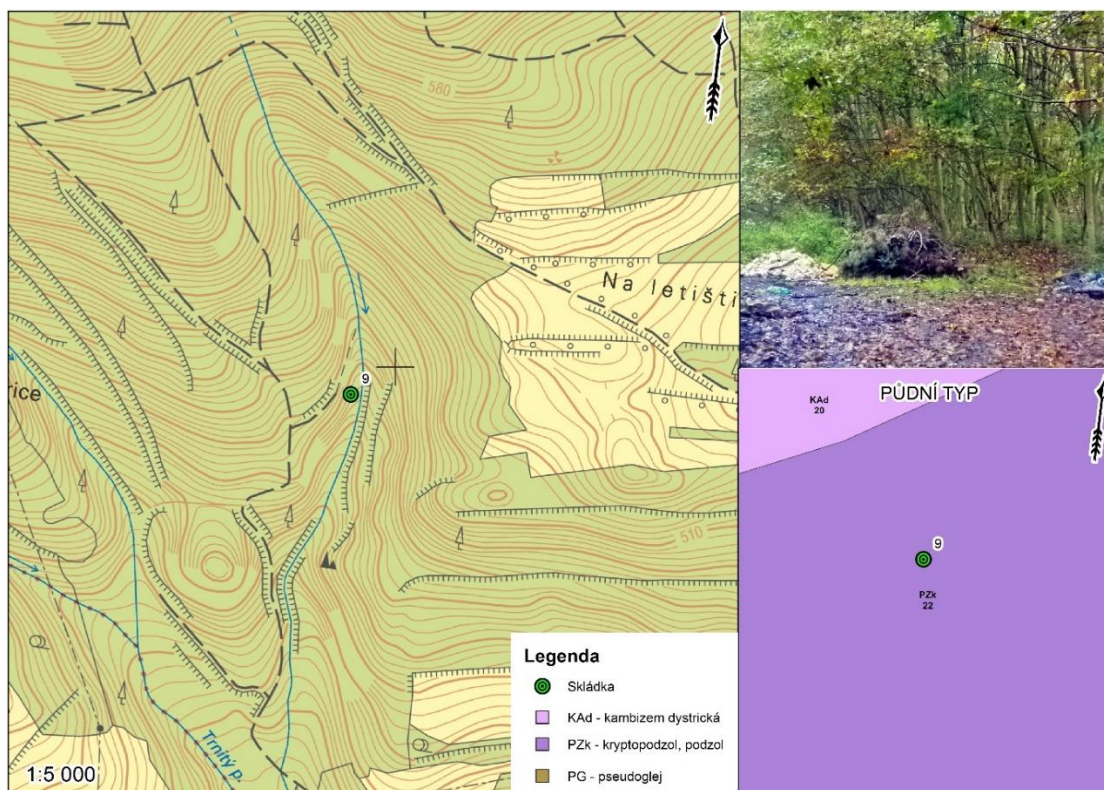 580
Na letišti
9
rice
510
Trnitý p.
1:5 000
Legenda
Skládka
KAd - kambizem dystrická
PZk - kryptopodzol, podzol
PG - pseudoglej
PŮDNÍ TYP
KAd
20
9
PZk
22